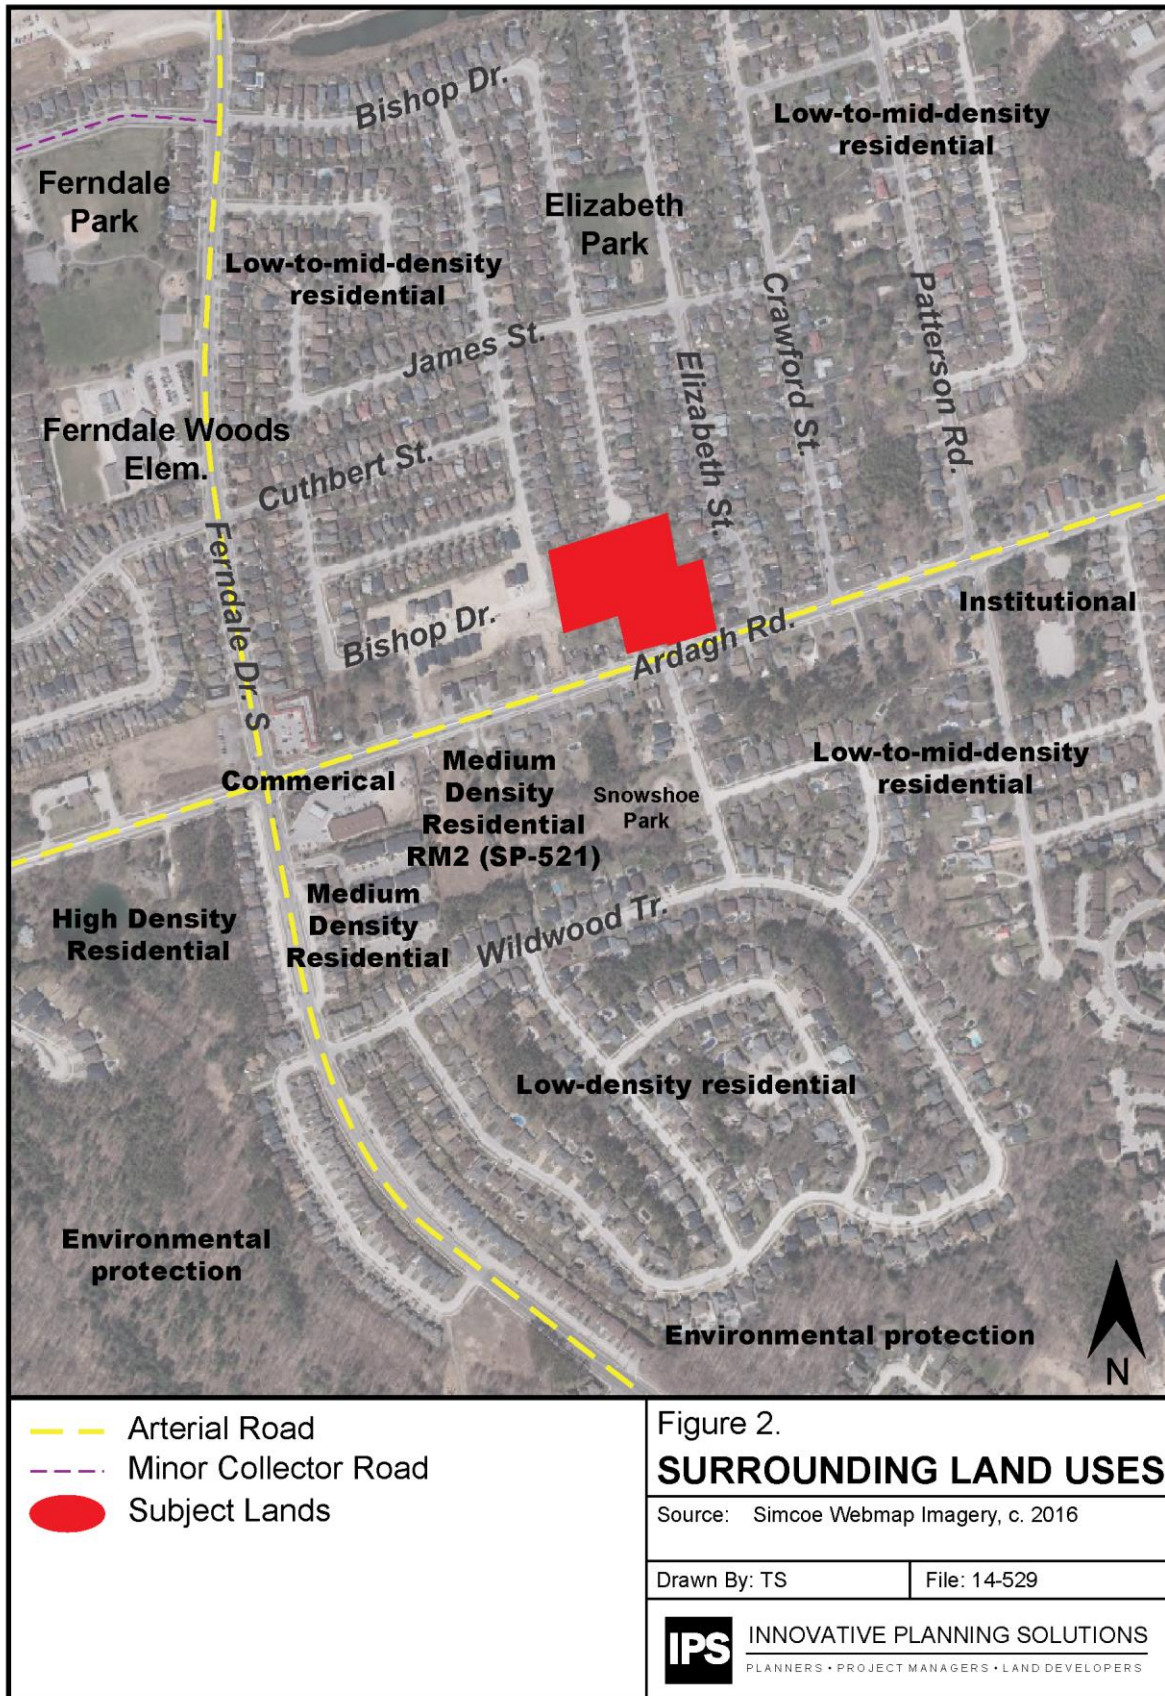 Bishop Dr.
Low-to-mid-density
residential
Ferndale
Park
Elizabeth
Park
Low-to-mid-density
residential
James St.
Crawford St.
Patterson Rd.
Elizabeth St.
Ferndale Woods
Elem.
Cuthbert St.
Ferndale Dr. S
Bishop Dr.
Ardagh Rd.
Institutional
Commerical
Medium
Density
Residential
RM2 (SP-521)
Snowshoe
Park
Low-to-mid-density
residential
High Density
Residential
Medium
Density
Residential
Wildwood Tr.
Low-density residential
Environmental
protection
Environmental protection
N
Arterial Road
Minor Collector Road
Subject Lands
Figure 2.
SURROUNDING LAND USES
Source: Simcoe Webmap Imagery, c. 2016
Drawn By: TS
File: 14-529
IPS
INNOVATIVE PLANNING SOLUTIONS
PLANNERS • PROJECT MANAGERS • LAND DEVELOPERS